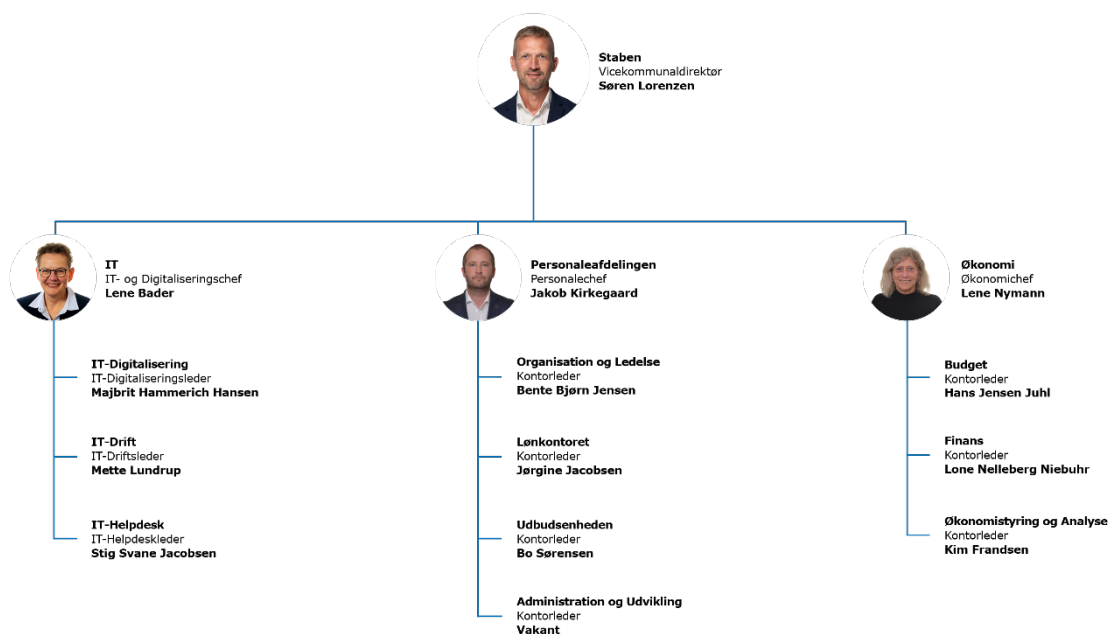 Staben
Vicekommunaldirektør
Søren Lorenzen
IT
IT- og Digitaliseringschef
Lene Bader
Personaleafdelingen
Personalechef
Jakob Kirkegaard
Økonomi
Økonomichef
Lene Nymann
IT-Digitalisering
IT-Digitaliseringsleder
Majbrit Hammerich Hansen
IT-Drift
IT-Driftsleder
Mette Lundrup
IT-Helpdesk
IT-Helpdeskleder
Stig Svane Jacobsen
Organisation og Ledelse
Kontorleder
Bente Bjørn Jensen
Lønkontoret
Kontorleder
Jørgine Jacobsen
Udbudsenheden
Kontorleder
Bo Sørensen
Administration og Udvikling
Kontorleder
Vakant
Budget
Kontorleder
Hans Jensen Juhl
Finans
Kontorleder
Lone Nelleberg Niebuhr
Økonomistyring og Analyse
Kontorleder
Kim Frandsen